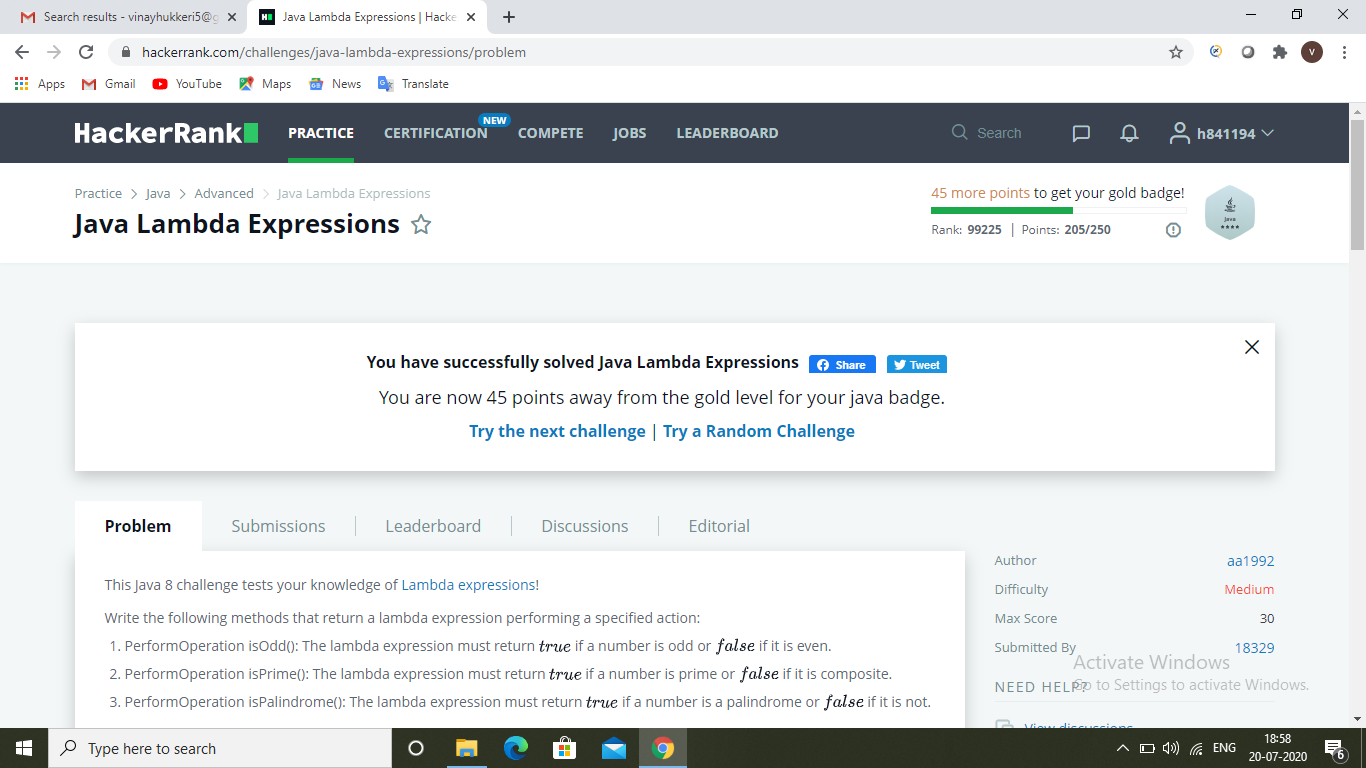 Search results - vinayhukkeri5@g
Java Lambda Expressions | Hacke
hackerrank.com/challenges/java-lambda-expressions/problem
V
Apps Gmail YouTube Maps News Translate
HackerRank PRACTICE CERTIFICATION NEW COMPETE JOBS LEADERBOARD Search h841194
Practice > Java > Advanced > Java Lambda Expressions
Java Lambda Expressions
45 more points to get your gold badge!
Rank: 99225 | Points: 205/250
Java
You have successfully solved Java Lambda Expressions Share Tweet
You are now 45 points away from the gold level for your java badge.
Try the next challenge | Try a Random Challenge
Problem Submissions Leaderboard Discussions Editorial
This Java 8 challenge tests your knowledge of Lambda expressions!
Write the following methods that return a lambda expression performing a specified action:
1. PerformOperation isOdd(): The lambda expression must return true if a number is odd or false if it is even.
2. PerformOperation isPrime(): The lambda expression must return true if a number is prime or false if it is composite.
3. PerformOperation isPalindrome(): The lambda expression must return true if a number is a palindrome or false if it is not.
Author aa1992
Difficulty Medium
Max Score 30
Submitted By 18329
NEED HELP?
View discussions
Activate Windows
Go to Settings to activate Windows.
Type here to search
ENG
18:58
20-07-2020
6